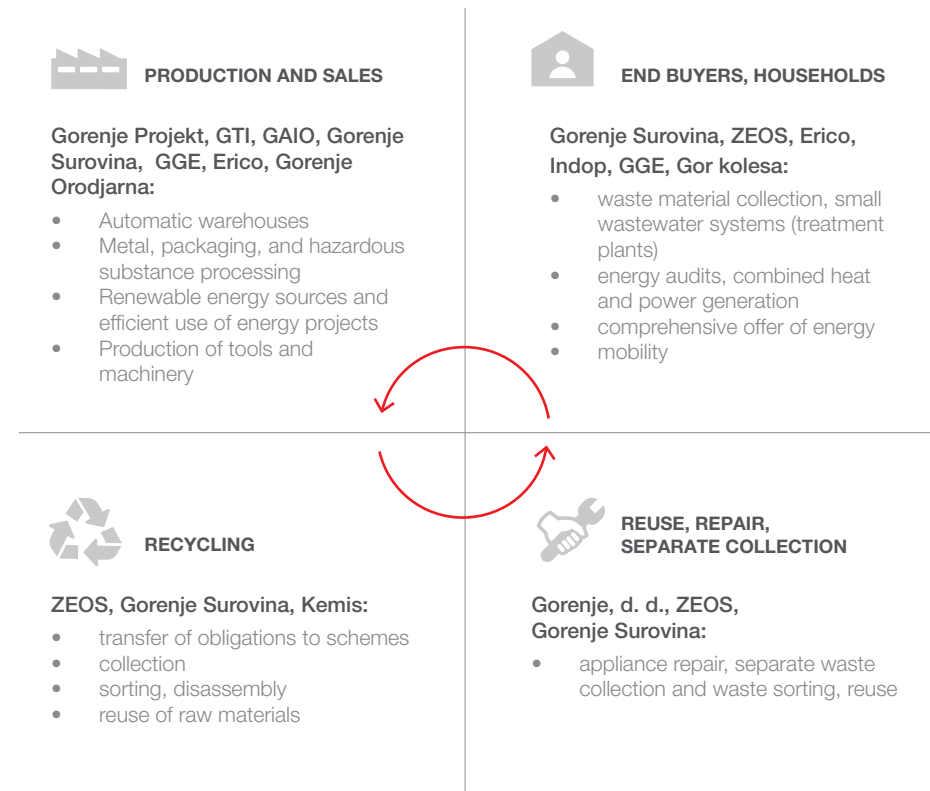 PRODUCTION AND SALES
Gorenje Projekt, GTI, GAIO, Gorenje
Surovina, GGE, Erico, Gorenje
Orodjarna:
• Automatic warehouses
• Metal, packaging, and hazardous
substance processing
• Renewable energy sources and
efficient use of energy projects
• Production of tools and
machinery
END BUYERS, HOUSEHOLDS
Gorenje Surovina, ZEOS, Erico,
Indop, GGE, Gor kolesa:
• waste material collection, small
wastewater systems (treatment
plants)
• energy audits, combined heat
and power generation
• comprehensive offer of energy
• mobility
RECYCLING
ZEOS, Gorenje Surovina, Kemis:
• transfer of obligations to schemes
• collection
• sorting, disassembly
• reuse of raw materials
REUSE, REPAIR,
SEPARATE COLLECTION
Gorenje, d. d., ZEOS,
Gorenje Surovina:
• appliance repair, separate waste
collection and waste sorting, reuse